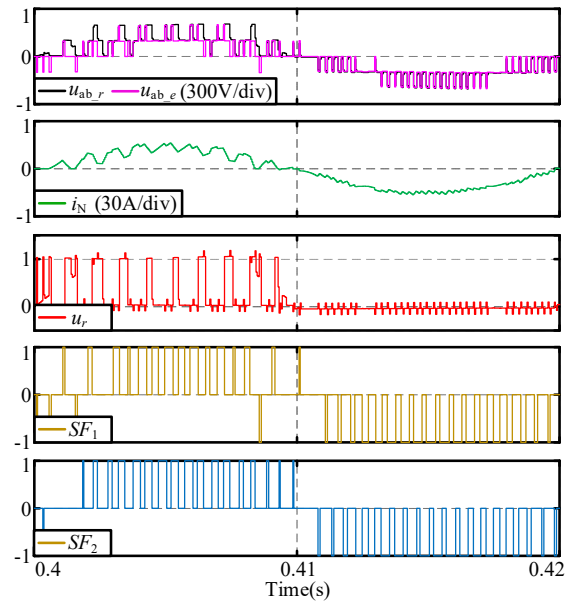 1
0
-1
u_ab_r u_ab_e (300V/div)
1
0
-1
i_N (30A/div)
1
0
u_r
1
0
-1
SF_1
1
0
-1
SF_2
0.4 0.41 0.42
Time(s)